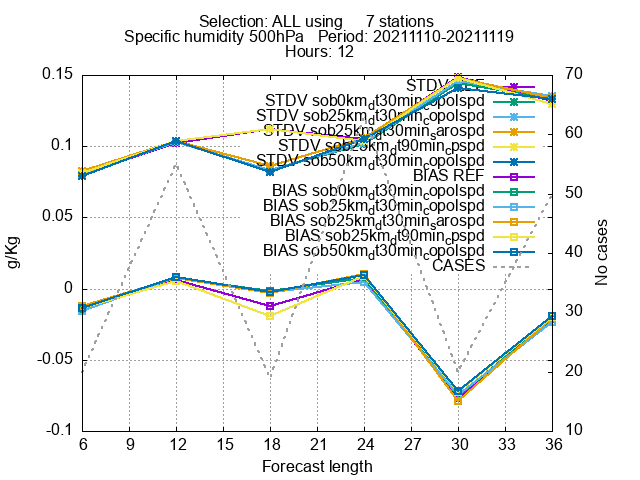 Selection: ALL using 7 stations
Specific humidity 500hPa Period: 20211110-20211119
Hours: 12
0.15
0.1
0.05
0
-0.05
-0.1
g/Kg
70
60
50
40
30
20
10
No cases
STDV REF
STDV sob0km_dt30min_copolspd
STDV sob25km_dt30min_copolspd
STDV sob25km_dt30min_sarospd
STDV sob25km_dt90min_cpspd
STDV sob50km_dt30min_copolspd
BIAS REF
BIAS sob0km_dt30min_copolspd
BIAS sob25km_dt30min_copolspd
BIAS sob25km_dt30min_sarospd
BIAS sob25km_dt90min_cpspd
BIAS sob50km_dt30min_copolspd
CASES
6 9 12 15 18 21 24 27 30 33 36
Forecast length